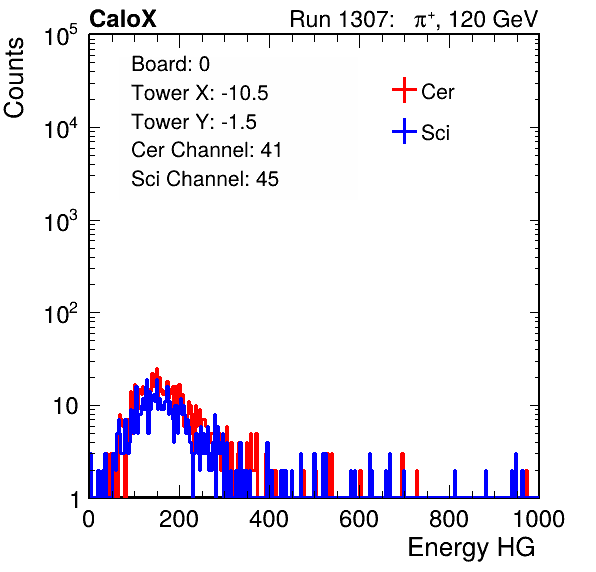 CaloX Run 1307: π⁺, 120 GeV
Counts
10⁵
10⁴
10³
10²
10
1
Board: 0
Tower X: -10.5
Tower Y: -1.5
Cer Channel: 41
Sci Channel: 45
Cer
Sci
0 200 400 600 800 1000
Energy HG